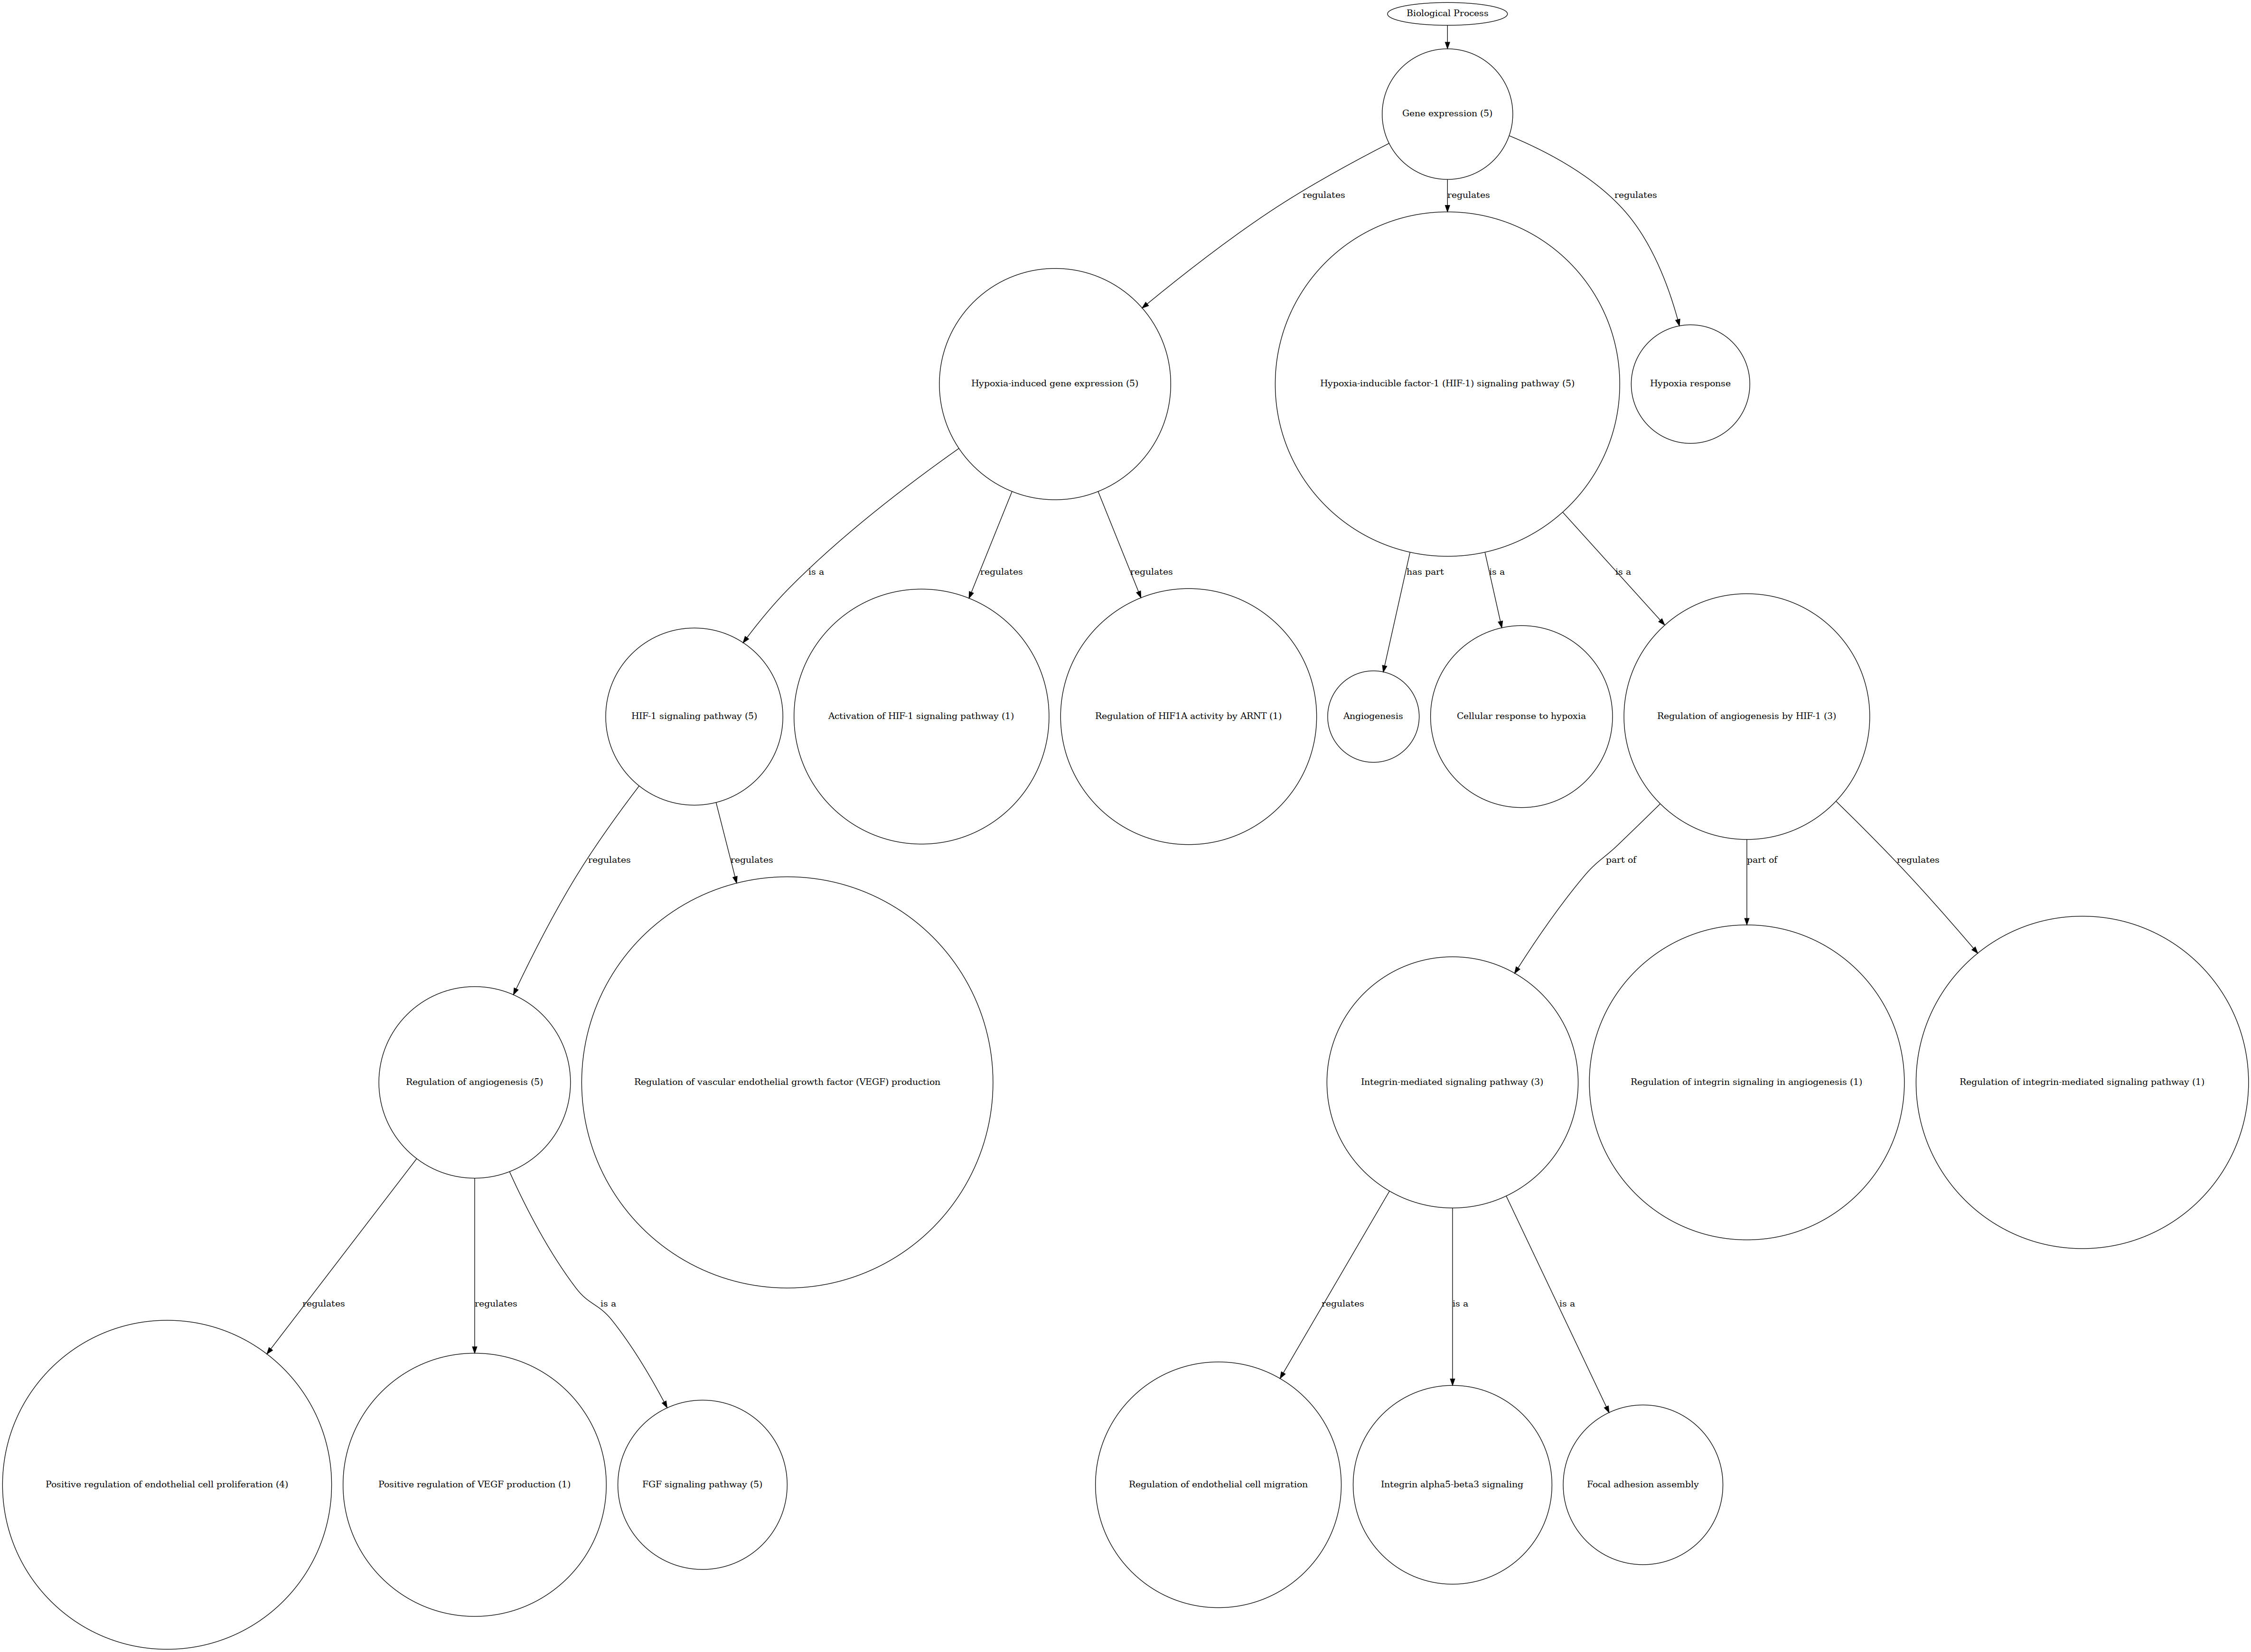 Biological Process
Gene expression (5)
regulates
regulates
regulates
Hypoxia-induced gene expression (5)
Hypoxia-inducible factor-1 (HIF-1) signaling pathway (5)
Hypoxia response
is a
regulates
regulates
has part
is a
is a
HIF-1 signaling pathway (5)
Activation of HIF-1 signaling pathway (1)
Regulation of HIF1A activity by ARNT (1)
Angiogenesis
Cellular response to hypoxia
Regulation of angiogenesis by HIF-1 (3)
regulates
regulates
part of
part of
regulates
Regulation of angiogenesis (5)
Regulation of vascular endothelial growth factor (VEGF) production
Integrin-mediated signaling pathway (3)
Regulation of integrin signaling in angiogenesis (1)
Regulation of integrin-mediated signaling pathway (1)
regulates
regulates
is a
regulates
is a
is a
Positive regulation of endothelial cell proliferation (4)
Positive regulation of VEGF production (1)
FGF signaling pathway (5)
Regulation of endothelial cell migration
Integrin alpha5-beta3 signaling
Focal adhesion assembly